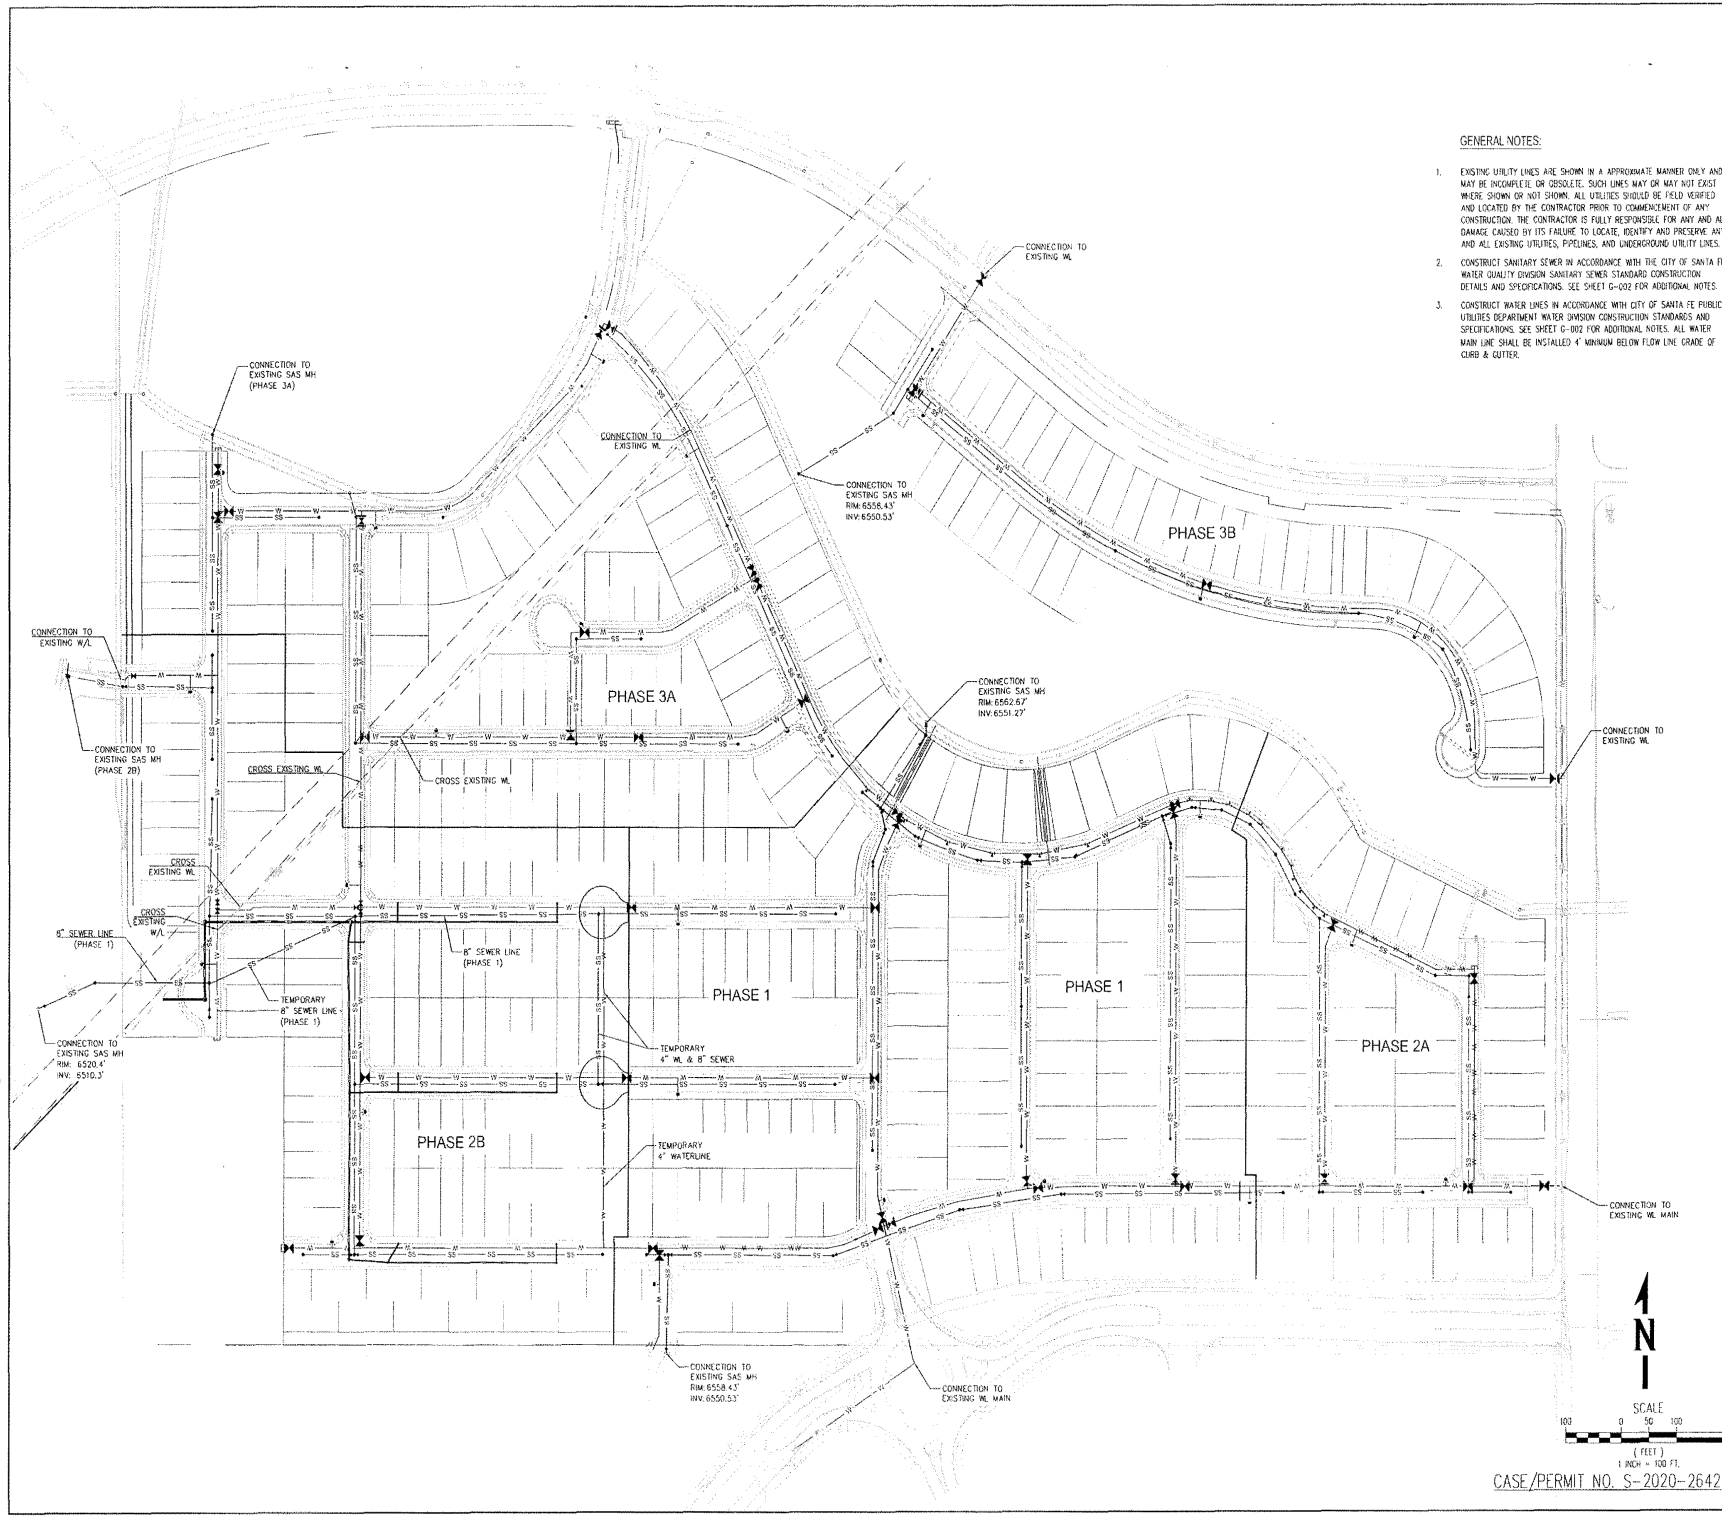 GENERAL NOTES:
1. EXISTING UTILITY LINES ARE SHOWN IN A APPROXIMATE MANNER ONLY AND
MAY BE INCOMPLETE OR OBSOLETE. SUCH LINES MAY OR MAY NOT EXIST
WHERE SHOWN OR NOT SHOWN. ALL UTILITIES SHOULD BE FIELD VERIFIED
AND LOCATED BY THE CONTRACTOR PRIOR TO COMMENCEMENT OF ANY
CONSTRUCTION. THE CONTRACTOR IS FULLY RESPONSIBLE FOR ANY AND
DAMAGE CAUSED BY ITS FAILURE TO LOCATE, IDENTIFY AND PRESERVE
AND ALL EXISTING UTILITIES, PIPELINES, AND UNDERGROUND UTILITY LINES.
2. CONSTRUCT SANITARY SEWER IN ACCORDANCE WITH THE CITY OF SANTA
WATER QUALITY DIVISION SANITARY SEWER STANDARD CONSTRUCTION
DETAILS AND SPECIFICATIONS. SEE SHEET G-002 FOR ADDITIONAL NOTES.
3. CONSTRUCT WATER LINES IN ACCORDANCE WITH CITY OF SANTA FE PUBLIC
UTILITIES DEPARTMENT WATER DIVISION CONSTRUCTION STANDARDS AND
SPECIFICATIONS. SEE SHEET G-002 FOR ADDITIONAL NOTES. ALL WATER
MAIN LINE SHALL BE INSTALLED 4' MINIMUM BELOW FLOW LINE GRADE OF
CURB & GUTTER.
CONNECTION TO
EXISTING WL
CONNECTION TO
EXISTING SAS MH
(PHASE 3A)
CONNECTION TO
EXISTING WL
CONNECTION TO
EXISTING SAS MH
RIM: 6558.43'
INV: 6550.53'
PHASE 3B
CONNECTION TO
EXISTING W/L
PHASE 3A
CONNECTION TO
EXISTING SAS MH
RIM: 6562.67'
INV: 6551.27'
CONNECTION TO
EXISTING WL
CONNECTION TO
EXISTING SAS MH
(PHASE 2B)
CROSS EXISTING WL
CROSS EXISTING WL
CROSS
EXISTING WL
CROSS
EXISTING
W/L
8" SEWER LINE
(PHASE 1)
8" SEWER LINE
(PHASE 1)
TEMPORARY
8" SEWER LINE
(PHASE 1)
PHASE 1
PHASE 1
CONNECTION TO
EXISTING SAS MH
RIM: 6520.4'
INV: 6510.3'
TEMPORARY
4" WL & 8" SEWER
PHASE 2A
PHASE 2B
TEMPORARY
4" WATERLINE
CONNECTION TO
EXISTING WL MAIN
CONNECTION TO
EXISTING SAS MH
RIM: 6558.43'
INV: 6550.53'
CONNECTION TO
EXISTING WL MAIN
N
SCALE
100 0 50 100
( FEET )
1 INCH = 100 FT.
CASE/PERMIT NO. S-2020-2642